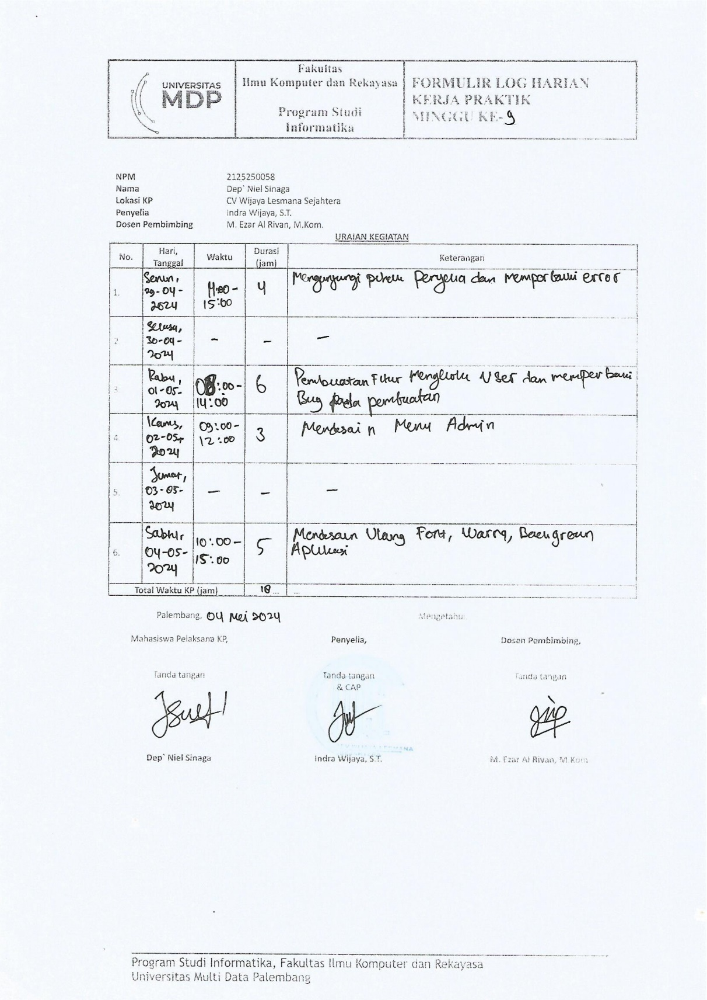 UNIVERSITAS
MDP
Fakultas
Ilmu Komputer dan Rekayasa
Program Studi
Informatika
FORMULIR LOG HARIAN
KERJA PRAKTIK
MINGGU KE-9
NPM 2125250058
Nama Dep` Niel Sinaga
Lokasi KP CV Wijaya Lesmana Sejahtera
Penyelia Indra Wijaya, S.T.
Dosen Pembimbing M. Ezar Al Rivan, M.Kom.
URAIAN KEGIATAN
No. Hari, Tanggal Waktu Durasi (jam) Keterangan
1. Senin, 29-04-2024 11:00-15:00 4 Mengunjungi Penyelia dan memperbaiki error
2 Selasa, 30-04-2024 - - -
3 Rabu, 01-05-2024 08:00-14:00 6 Pembuatan Fitur Mengelola User dan memperbaiki
Bug pada pembuatan
4 Kamis, 02-05-2024 09:00-12:00 3 Mendesain Menu Admin
5. Jumat, 03-05-2024 - - -
6. Sabtu, 04-05-2024 10:00-15:00 5 Mendesain Ulang Font, Warna, Backgroun
Aplikasi
Total Waktu KP (jam) 18... ...
Palembang, 04 Mei 2024 Mengetahui
Mahasiswa Pelaksana KP, Penyelia, Dosen Pembimbing,
Tanda tangan Tanda tangan Tanda tangan
& CAP
LESMANA
Dep` Niel Sinaga Indra Wijaya, S.T. M. Ezar Al Rivan, M.Kom
Program Studi Informatika, Fakultas Ilmu Komputer dan Rekayasa
Universitas Multi Data Palembang